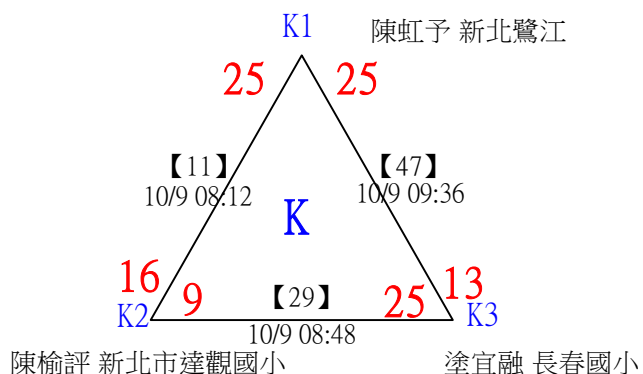 K1
陳虹予 新北鷺江
25
25
【11】
10/9 08:12
【47】
10/9 09:36
K
16
9
【29】
25
13
K2
K3
10/9 08:48
陳榆評 新北市達觀國小
塗宜融 長春國小